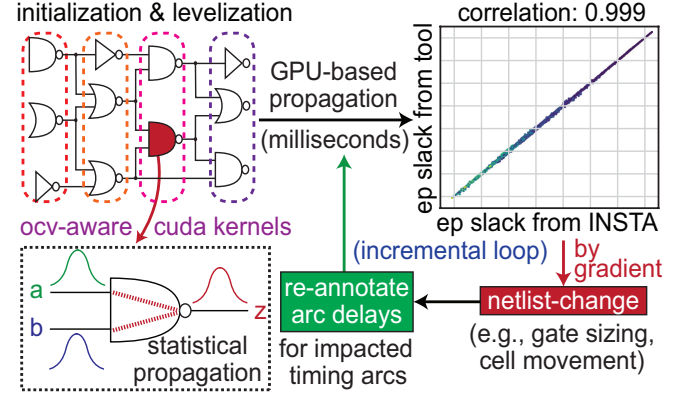 initialization & levelization
correlation: 0.999
GPU-based
propagation
(milliseconds)
ep slack from tool
ep slack from INSTA
ocv-aware cuda kernels
(incremental loop)
by
gradient
a
b
z
statistical
propagation
re-annotate
arc delays
for impacted
timing arcs
netlist-change
(e.g., gate sizing,
cell movement)